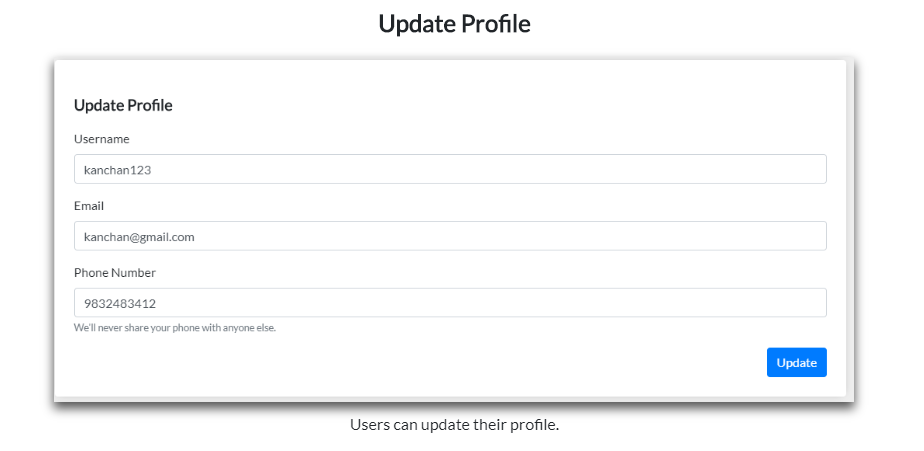 Update Profile
Update Profile
Username
kanchan123
Email
kanchan@gmail.com
Phone Number
9832483412
We'll never share your phone with anyone else.
Update
Users can update their profile.